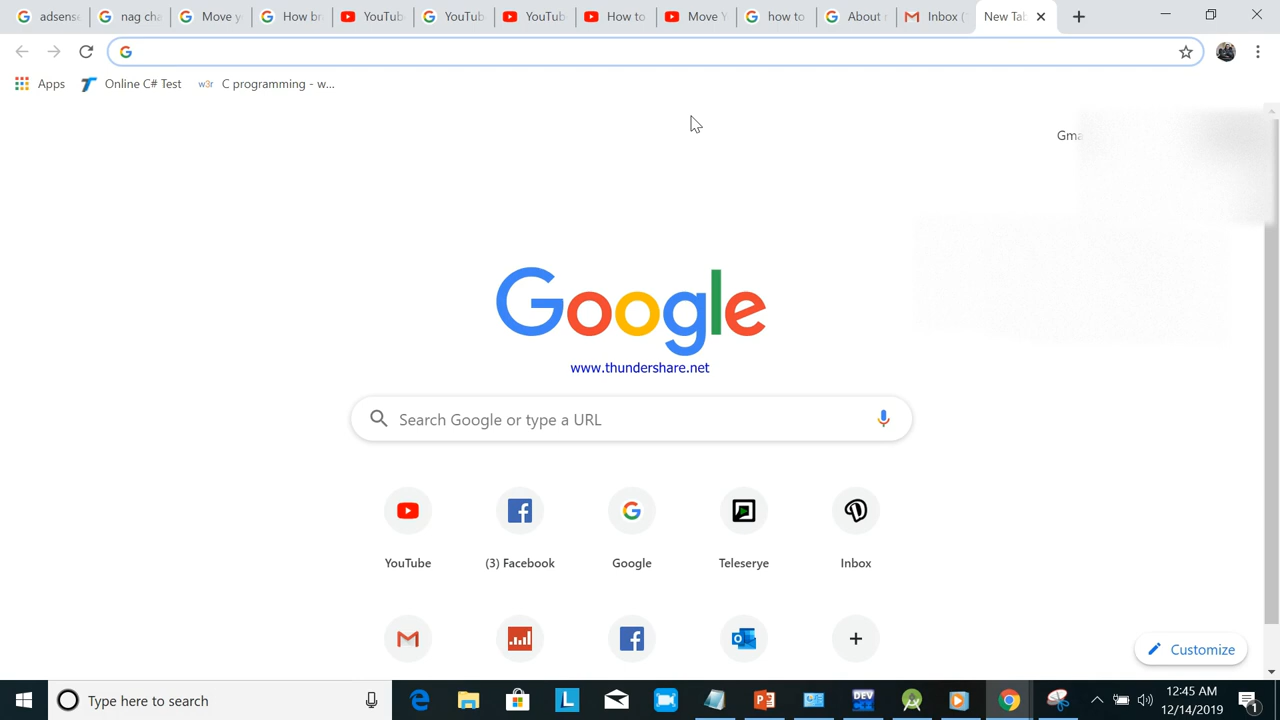 adsens nag cha Move y How br YouTub YouTub YouTub How to Move how to About Inbox ( New Tab
Apps Online C# Test C programming - w...
Gma
Google
www.thundershare.net
Search Google or type a URL
YouTube (3) Facebook Google Teleserye Inbox
Customize
Type here to search
12:45 AM
12/14/2019